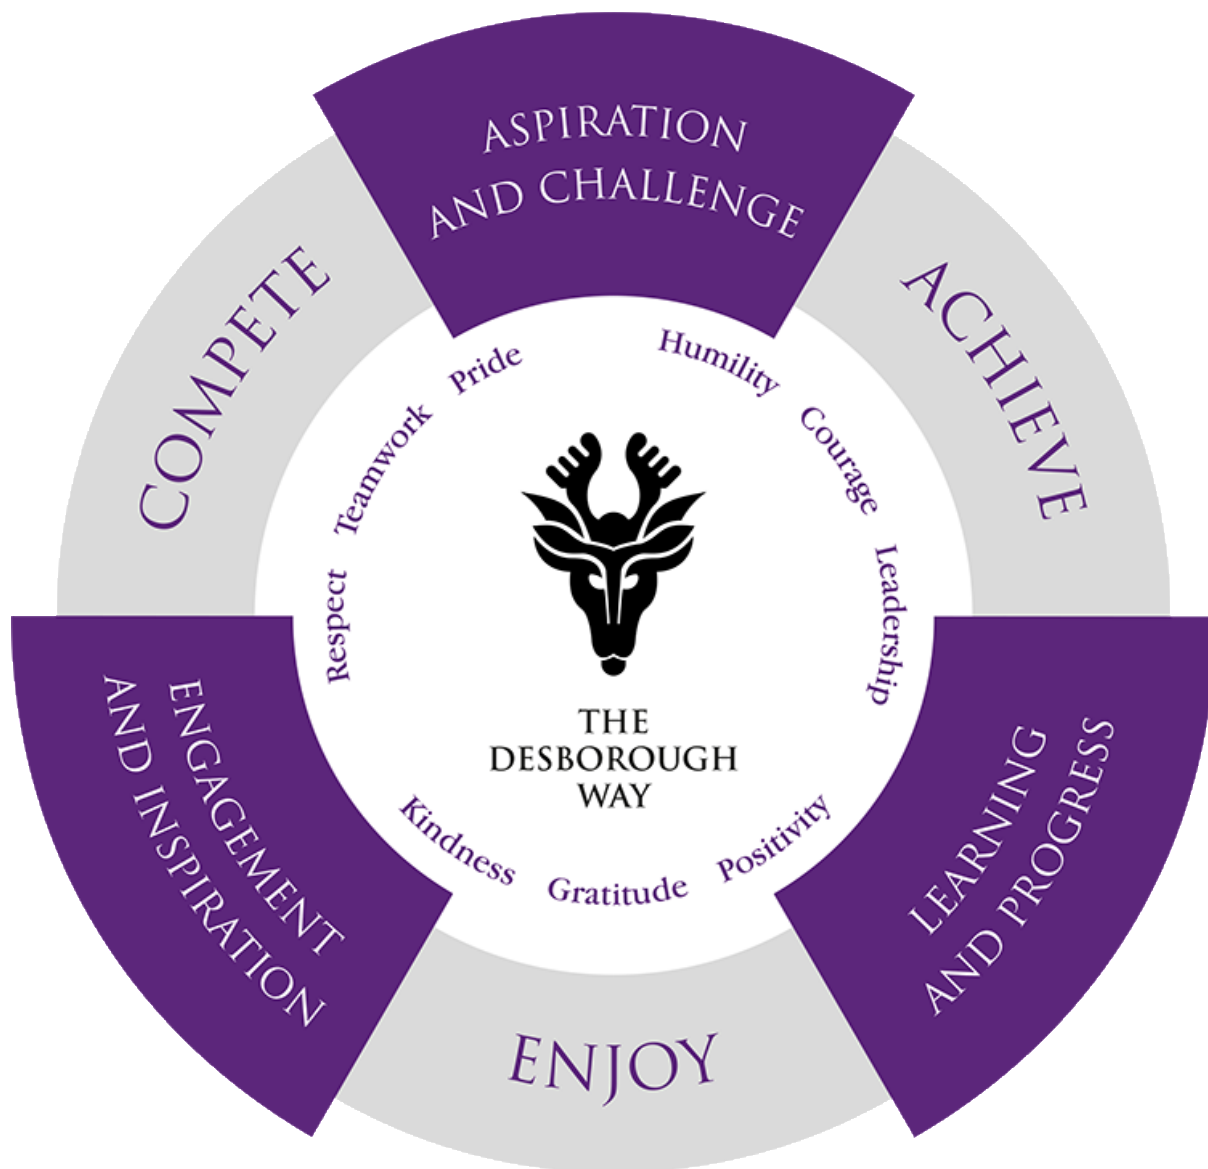 ASPIRATION
AND CHALLENGE
ACHIEVE
LEARNING
AND PROGRESS
ENJOY
ENGAGEMENT
AND INSPIRATION
COMPETE
Humility
Courage
Leadership
Positivity
Gratitude
Kindness
Respect
Teamwork
Pride
THE
DESBOROUGH
WAY